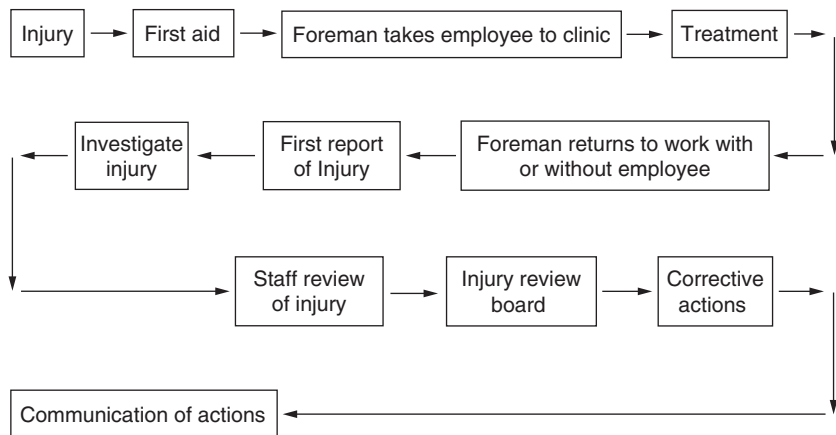 Injury
First aid
Foreman takes employee to clinic
Treatment
Foreman returns to work with
or without employee
First report
of Injury
Investigate
injury
Staff review
of injury
Injury review
board
Corrective
actions
Communication of actions